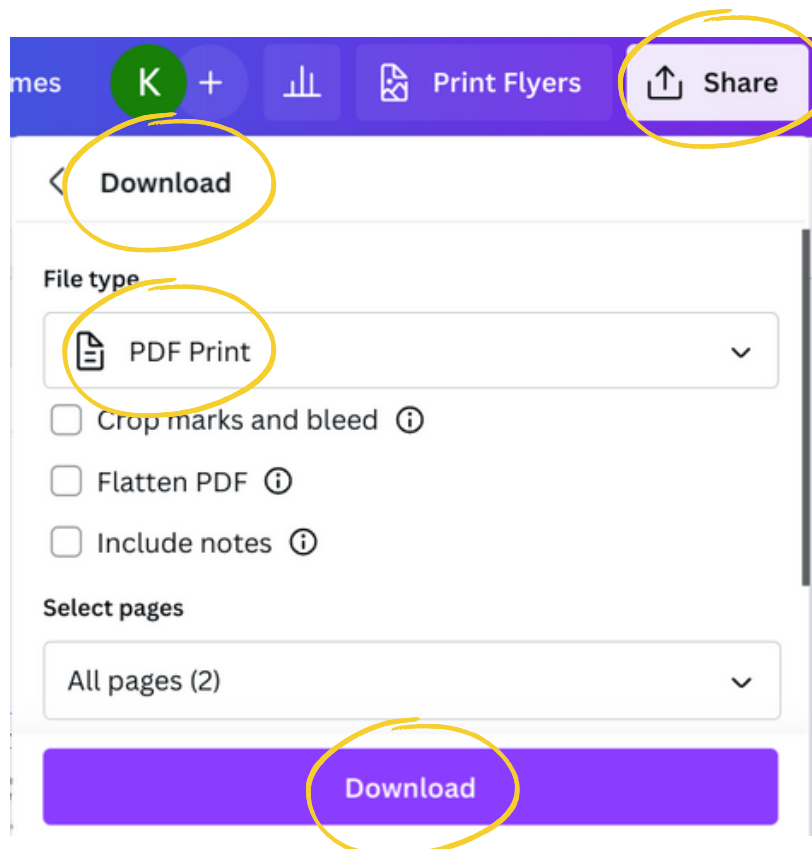 mes K + Print Flyers Share
Download
File type
PDF Print
Crop marks and bleed
Flatten PDF
Include notes
Select pages
All pages (2)
Download